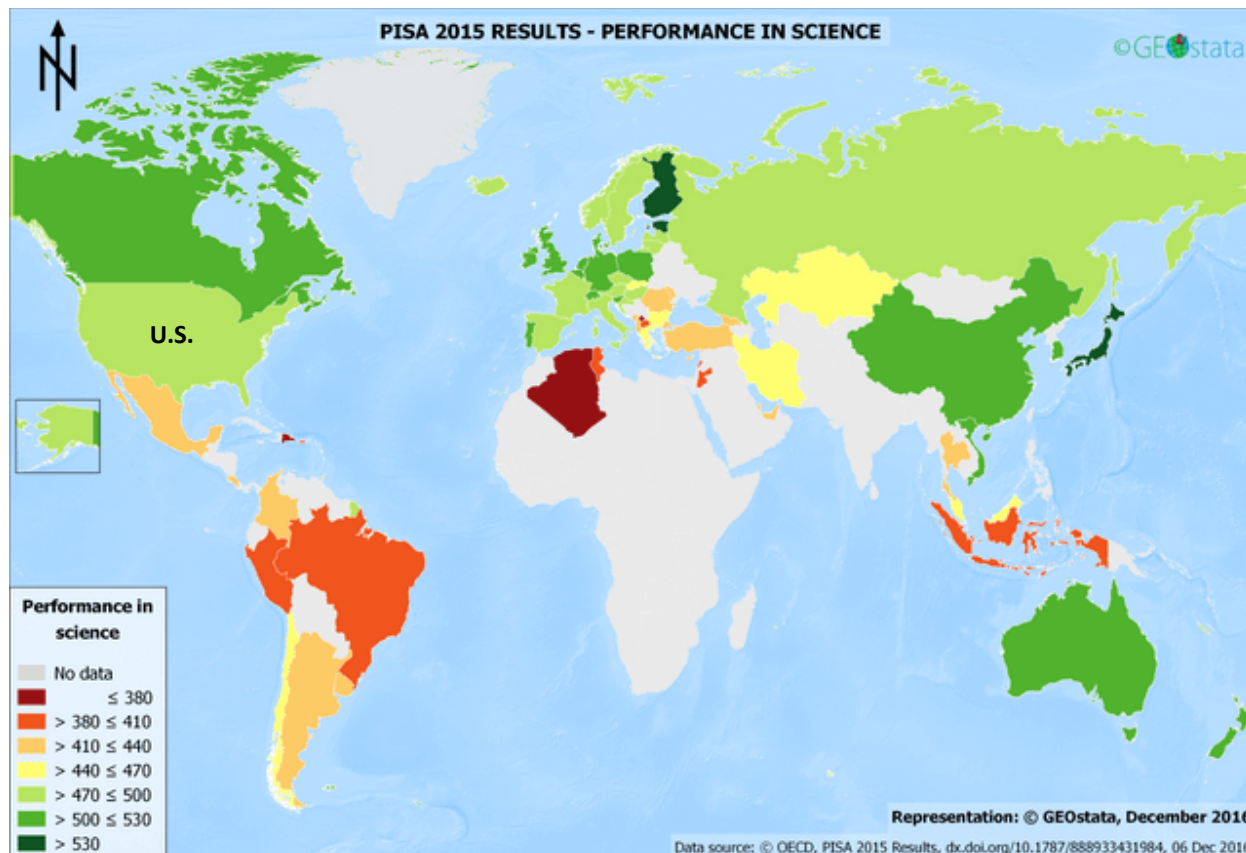 PISA 2015 RESULTS - PERFORMANCE IN SCIENCE
©GEOstata
N
U.S.
Performance in
science
No data
≤ 380
> 380 ≤ 410
> 410 ≤ 440
> 440 ≤ 470
> 470 ≤ 500
> 500 ≤ 530
> 530
Representation: © GEOstata, December 2016
Data source: © OECD, PISA 2015 Results, dx.doi.org/10.1787/888933431984, 06 Dec 2016